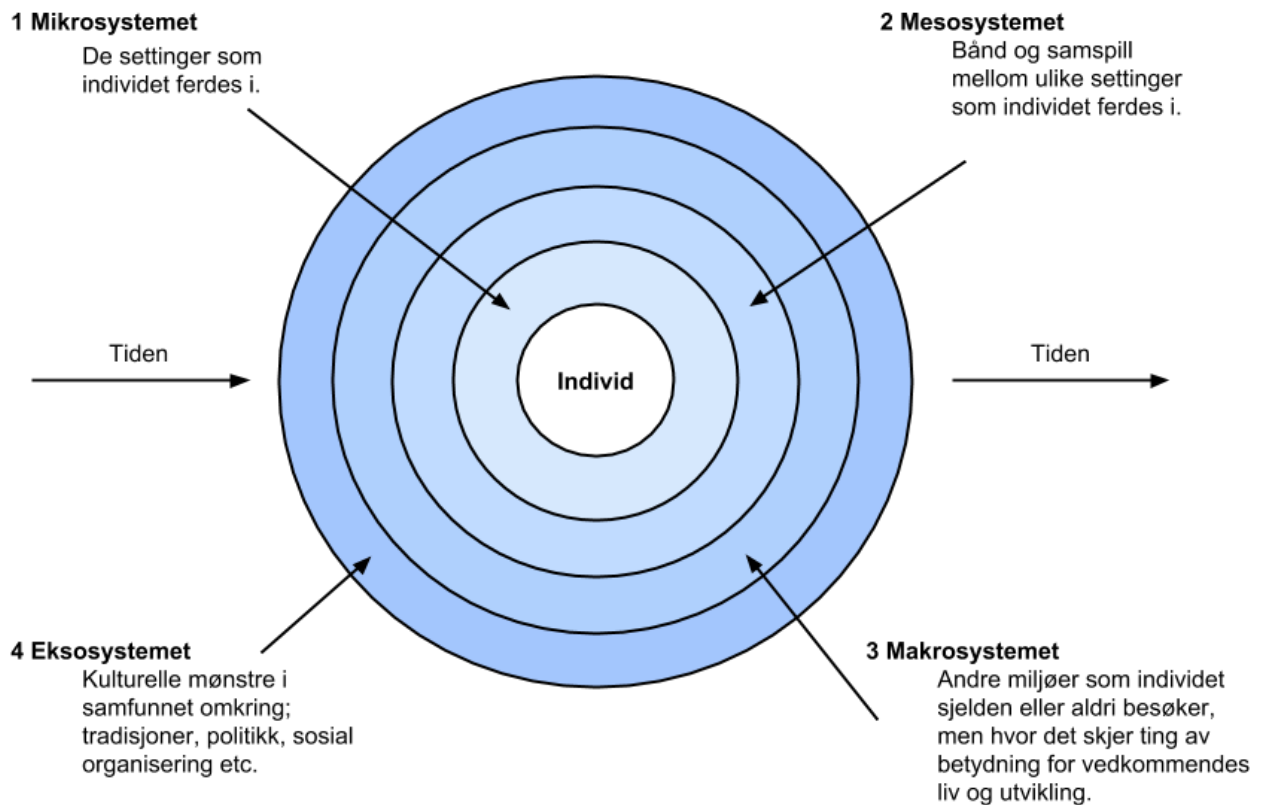 1 Mikrosystemet
De settinger som
individet ferdes i.
2 Mesosystemet
Bånd og samspill
mellom ulike settinger
som individet ferdes i.
Tiden
Individ
Tiden
4 Eksosystemet
Kulturelle mønstre i
samfunnet omkring;
tradisjoner, politikk, sosial
organisering etc.
3 Makrosystemet
Andre miljøer som individet
sjelden eller aldri besøker,
men hvor det skjer ting av
betydning for vedkommendes
liv og utvikling.